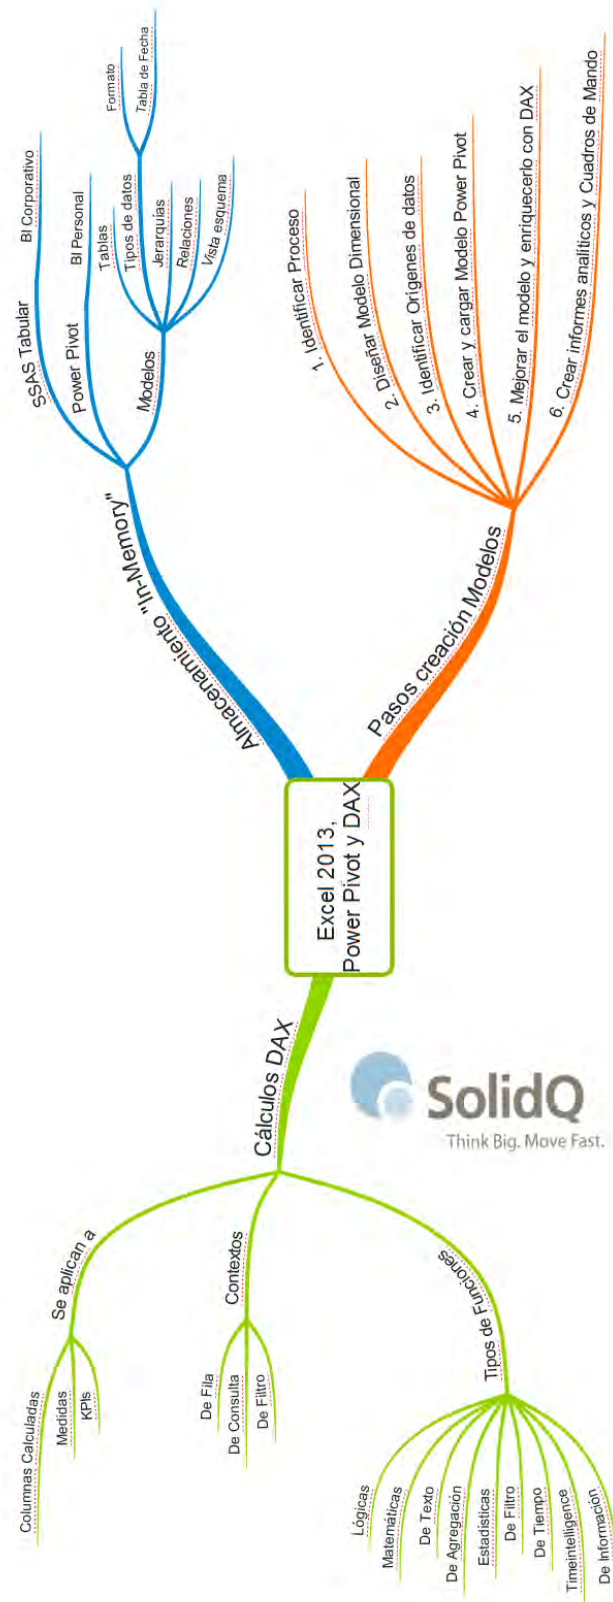 Excel 2013,
Power Pivot y DAX
Almacenamiento "In-Memory"
SSAS Tabular
BI Corporativo
Power Pivot
BI Personal
Modelos
Tablas
Tipos de datos
Formato
Tabla de Fecha
Jerarquías
Relaciones
Vista esquema
Pasos creación Modelos
1. Identificar Proceso
2. Diseñar Modelo Dimensional
3. Identificar Orígenes de datos
4. Crear y cargar Modelo Power Pivot
5. Mejorar el modelo y enriquecerlo con DAX
6. Crear informes analíticos y Cuadros de Mando
Cálculos DAX
Se aplican a
Columnas Calculadas
Medidas
KPIs
Contextos
De Fila
De Consulta
De Filtro
Tipos de Funciones
Lógicas
Matemáticas
De Texto
De Agregación
Estadísticas
De Filtro
De Tiempo
Timeintelligence
De Información
SolidQ
Think Big. Move Fast.